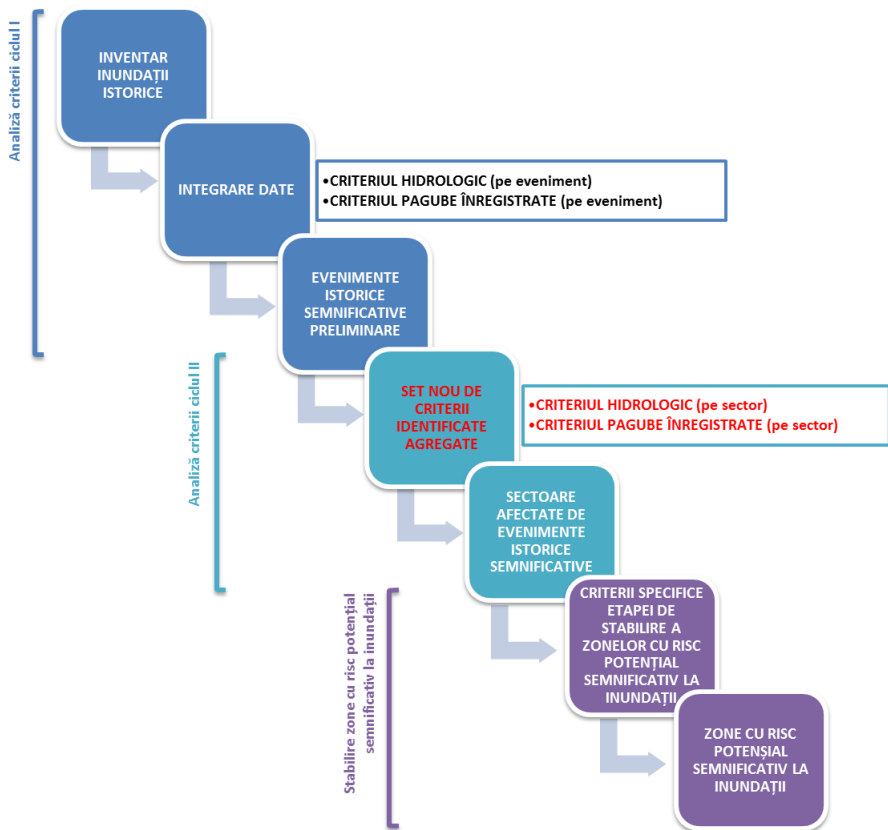 Analiză criterii ciclul I
INVENTAR
INUNDAȚII
ISTORICE
INTEGRARE DATE
•CRITERIUL HIDROLOGIC (pe eveniment)
•CRITERIUL PAGUBE ÎNREGISTRATE (pe eveniment)
EVENIMENTE
ISTORICE
SEMNIFICATIVE
PRELIMINARE
Analiză criterii ciclul II
SET NOU DE
CRITERII
IDENTIFICATE
AGREGATE
•CRITERIUL HIDROLOGIC (pe sector)
•CRITERIUL PAGUBE ÎNREGISTRATE (pe sector)
SECTOARE
AFECTATE DE
EVENIMENTE
ISTORICE
SEMNIFICATIVE
Stabilire zone cu risc potențial
semnificativ la inundații
CRITERII SPECIFICE
ETAPEI DE
STABILIRE A
ZONELOR CU RISC
POTENȚIAL
SEMNIFICATIV LA
INUNDAȚII
ZONE CU RISC
POTENȘIAL
SEMNIFICATIV LA
INUNDAȚII